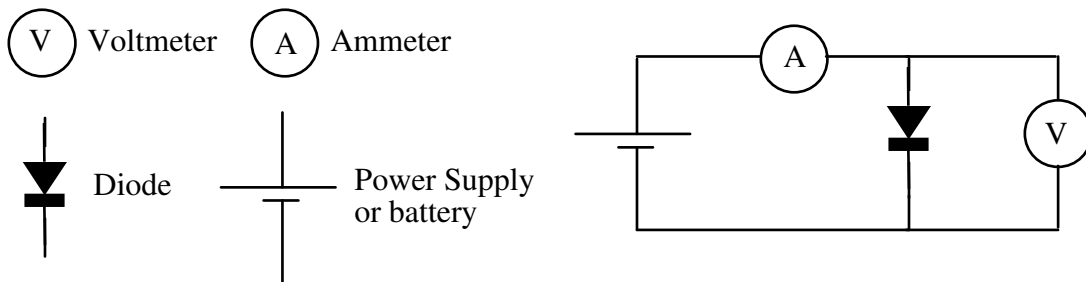 V Voltmeter
A Ammeter
Diode
Power Supply
or battery
A
V